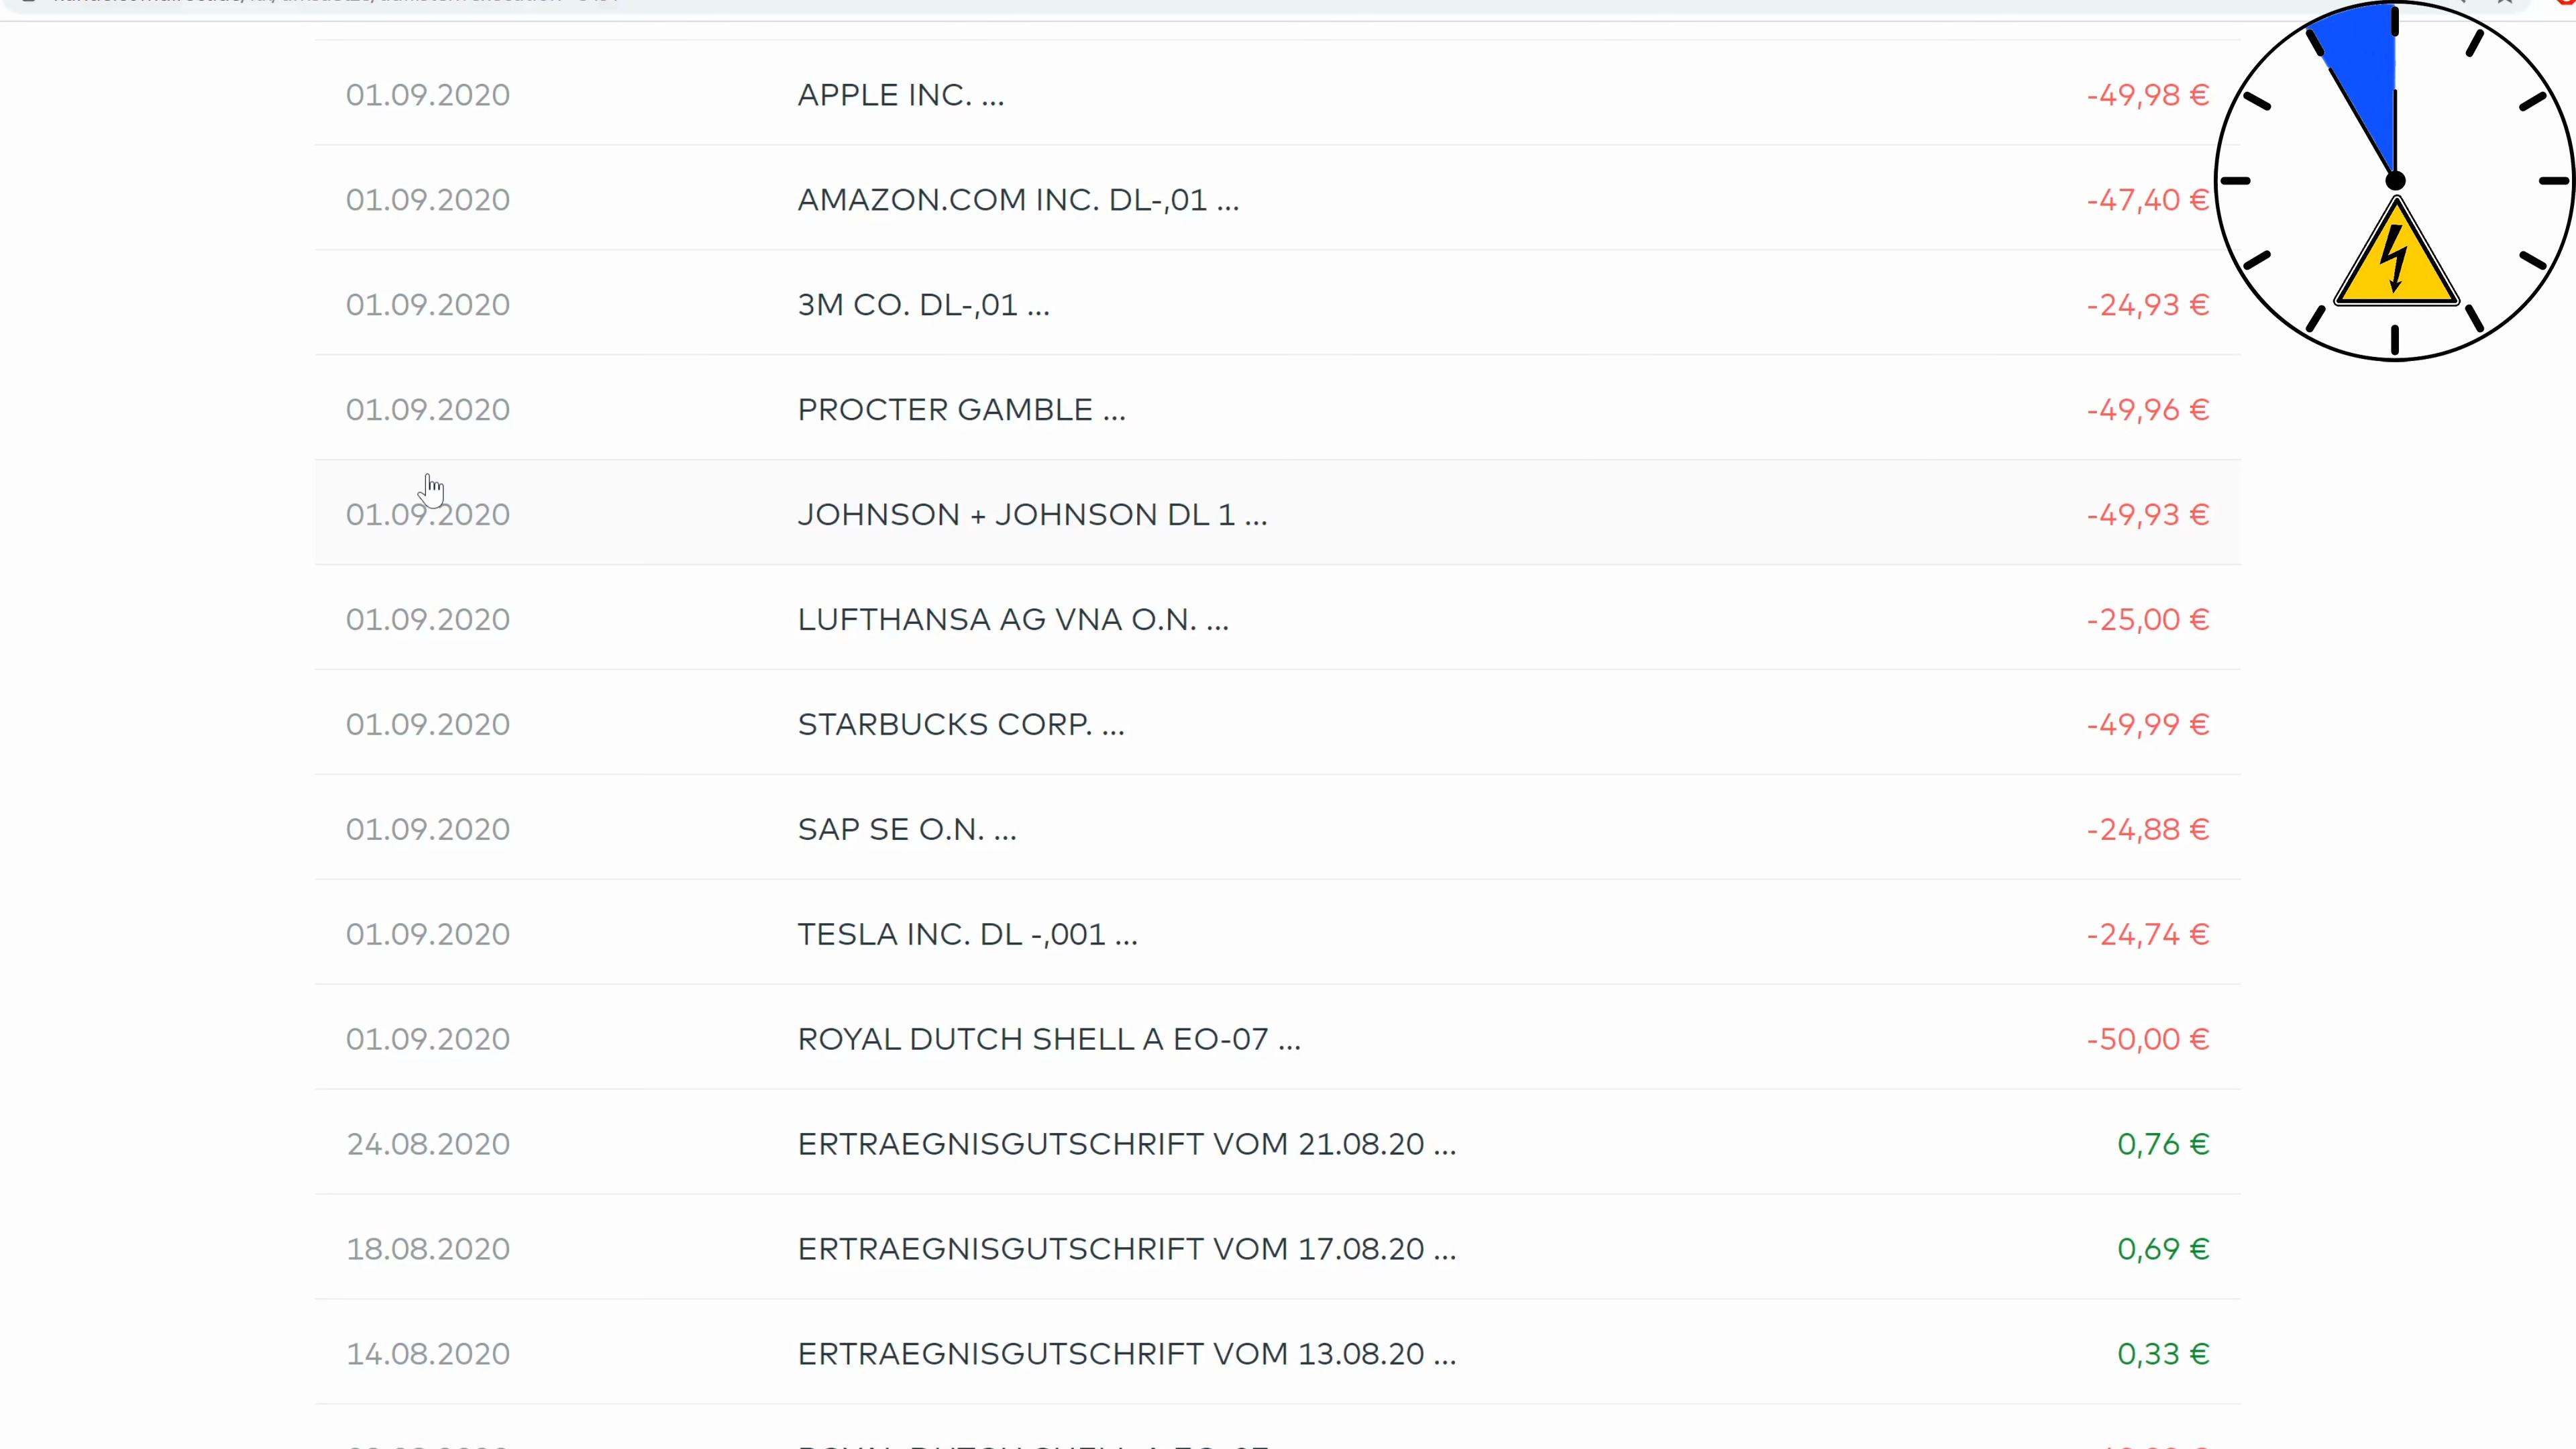 01.09.2020 APPLE INC. ... -49,98 €
01.09.2020 AMAZON.COM INC. DL-,01 ... -47,40 €
01.09.2020 3M CO. DL-,01 ... -24,93 €
01.09.2020 PROCTER GAMBLE ... -49,96 €
01.09.2020 JOHNSON + JOHNSON DL 1 ... -49,93 €
01.09.2020 LUFTHANSA AG VNA O.N. ... -25,00 €
01.09.2020 STARBUCKS CORP. ... -49,99 €
01.09.2020 SAP SE O.N. ... -24,88 €
01.09.2020 TESLA INC. DL -,001 ... -24,74 €
01.09.2020 ROYAL DUTCH SHELL A EO-07 ... -50,00 €
24.08.2020 ERTRAEGNISGUTSCHRIFT VOM 21.08.20 ... 0,76 €
18.08.2020 ERTRAEGNISGUTSCHRIFT VOM 17.08.20 ... 0,69 €
14.08.2020 ERTRAEGNISGUTSCHRIFT VOM 13.08.20 ... 0,33 €